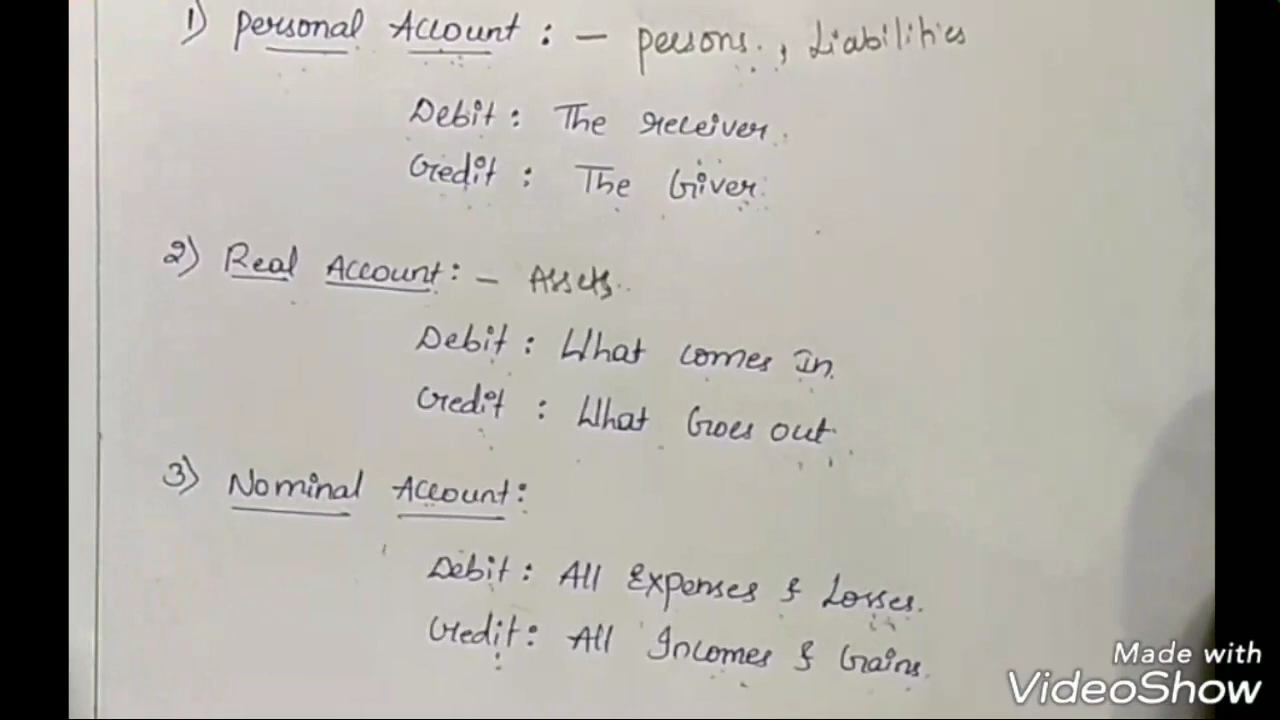 1) Personal Account : - Persons., Liabilities
Debit : The receiver.
Credit : The Giver.
2) Real Account : - Assets.
Debit : What comes In.
Credit : What Goes out.
3) Nominal Account :
Debit : All Expenses & Losses.
Credit : All Incomes & Gains.
Made with
VideoShow